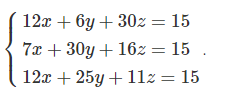 12x + 6y + 30z = 15
7x + 30y + 16z = 15 .
12x + 25y + 11z = 15